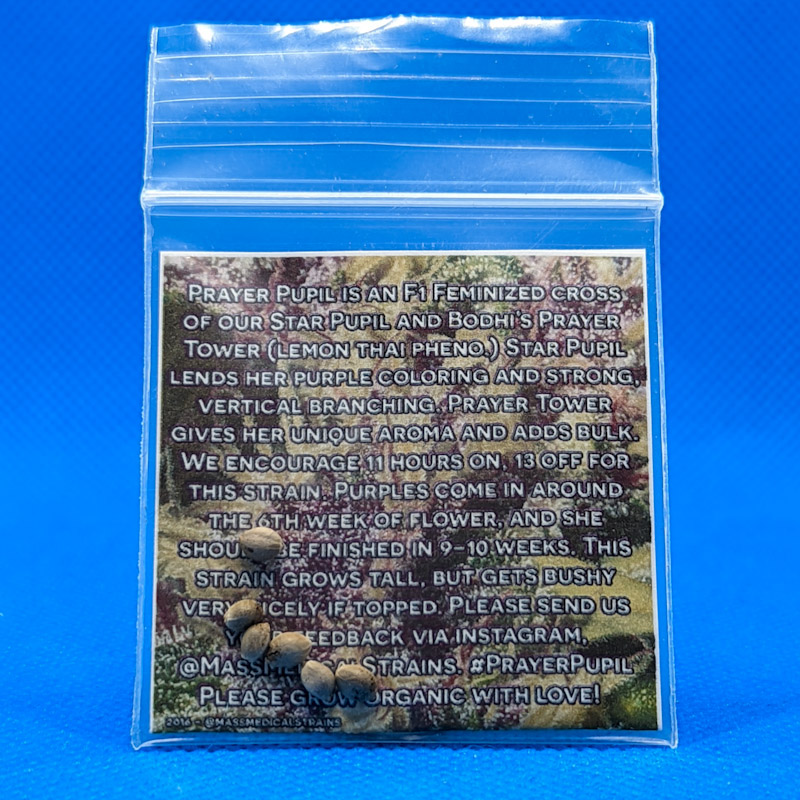 Prayer Pupil is an F1 Feminized cross
of our Star Pupil and Bodhi's Prayer
Tower (lemon thai pheno.) Star Pupil
lends her purple coloring and strong,
vertical branching. Prayer Tower
gives her unique aroma and adds bulk.
We encourage 11 hours on, 13 off for
this strain. Purples come in around
the 6th week of flower, and she
be finished in 9-10 weeks. This
strain grows tall, but gets bushy
if topped. Please send us
via Instagram,
@MassMedicalStrains. #PrayerPupil
Please grow organic with love!
2016 - @MassMedicalStrains